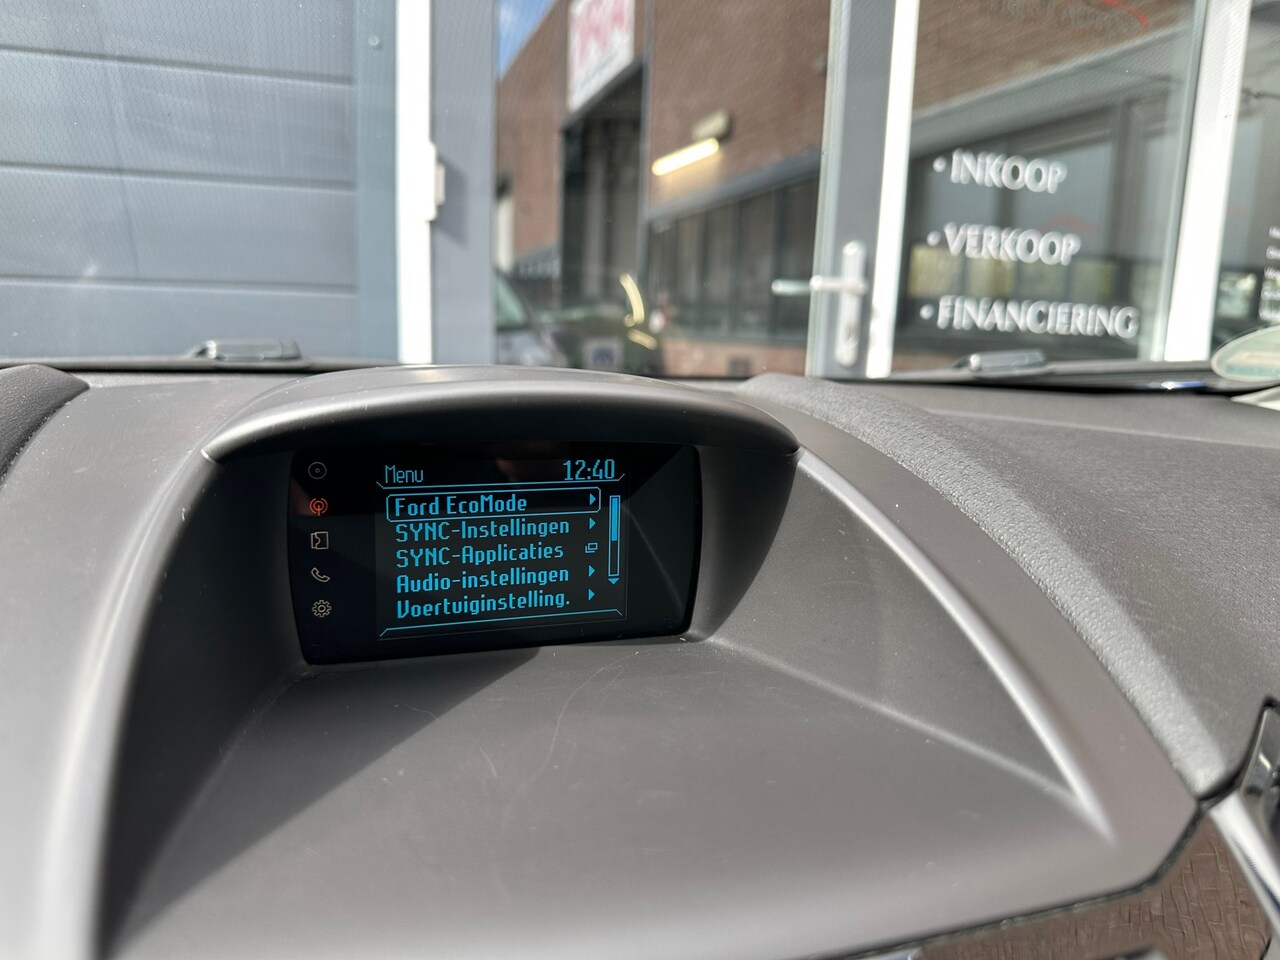 • INKOOP
• VERKOOP
• FINANCIERING
Menu 12:40
Ford EcoMode
SYNC-Instellingen
SYNC-Applicaties
Audio-instellingen
Voertuiginstelling.